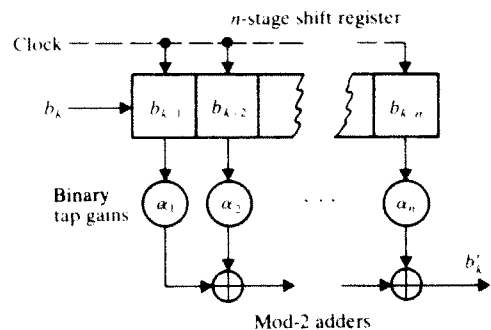 n-stage shift register
Clock
b_k
b_{k-1} b_{k-2} b_{k-n}
Binary
tap gains
α_1 α_2 . . . α_n
b'_k
Mod-2 adders